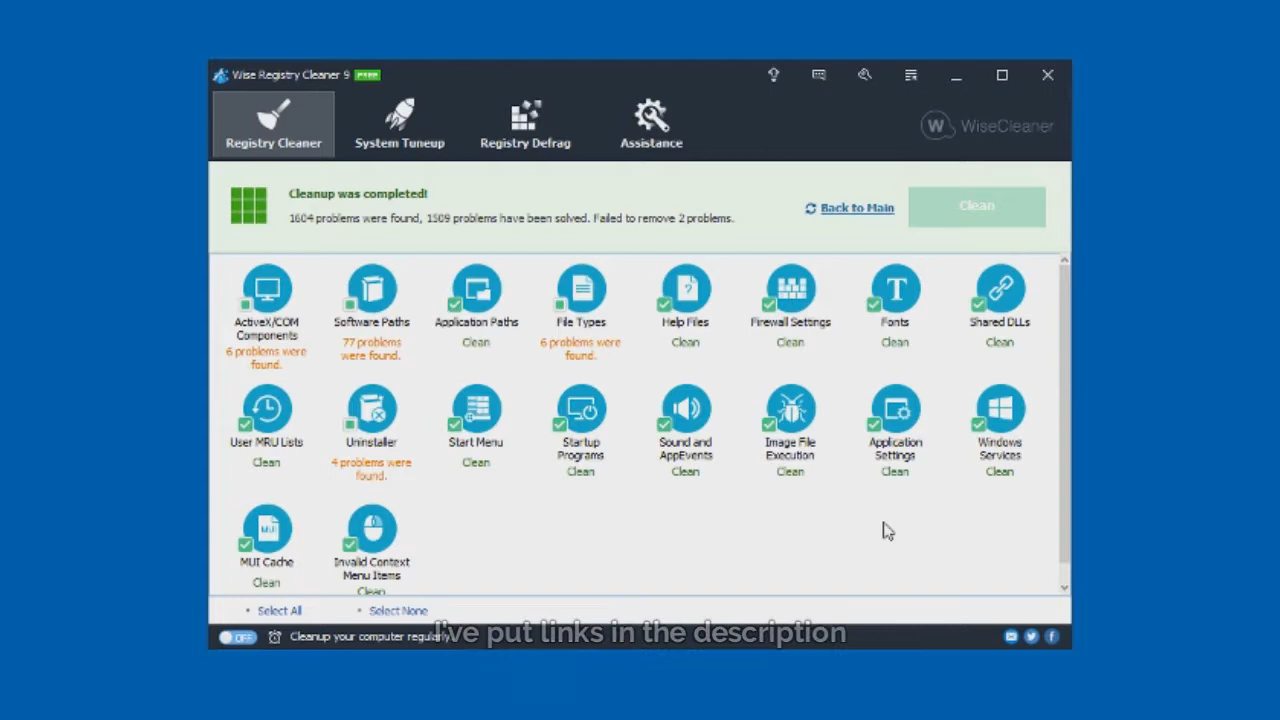 Wise Registry Cleaner 9 FREE
Registry Cleaner
System Tuneup
Registry Defrag
Assistance
W WiseCleaner
Cleanup was completed!
1604 problems were found, 1509 problems have been solved. Failed to remove 2 problems.
Back to Main
Clean
ActiveX/COM
Components
6 problems were
found.
Software Paths
77 problems
were found.
Application Paths
Clean
File Types
6 problems were
found.
Help Files
Clean
Firewall Settings
Clean
T
Fonts
Clean
Shared DLLs
Clean
User MRU Lists
Clean
Uninstaller
4 problems were
found.
Start Menu
Clean
Startup
Programs
Clean
Sound and
AppEvents
Clean
Image File
Execution
Clean
Application
Settings
Clean
Windows
Services
Clean
MUI
MUI Cache
Clean
Invalid Context
Menu Items
Clean
Select All
Select None
OFF
Cleanup your computer regularly
I've put links in the description